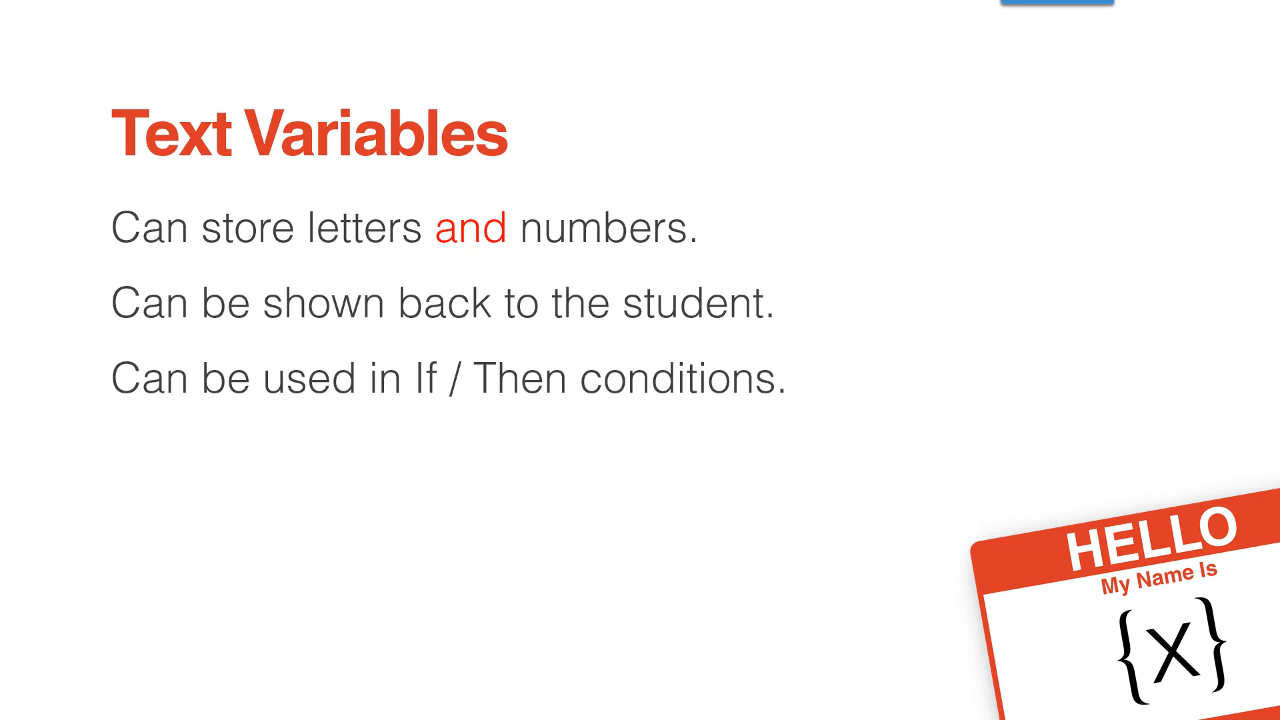 Text Variables
Can store letters and numbers.
Can be shown back to the student.
Can be used in If / Then conditions.
HELLO
My Name Is
{X}